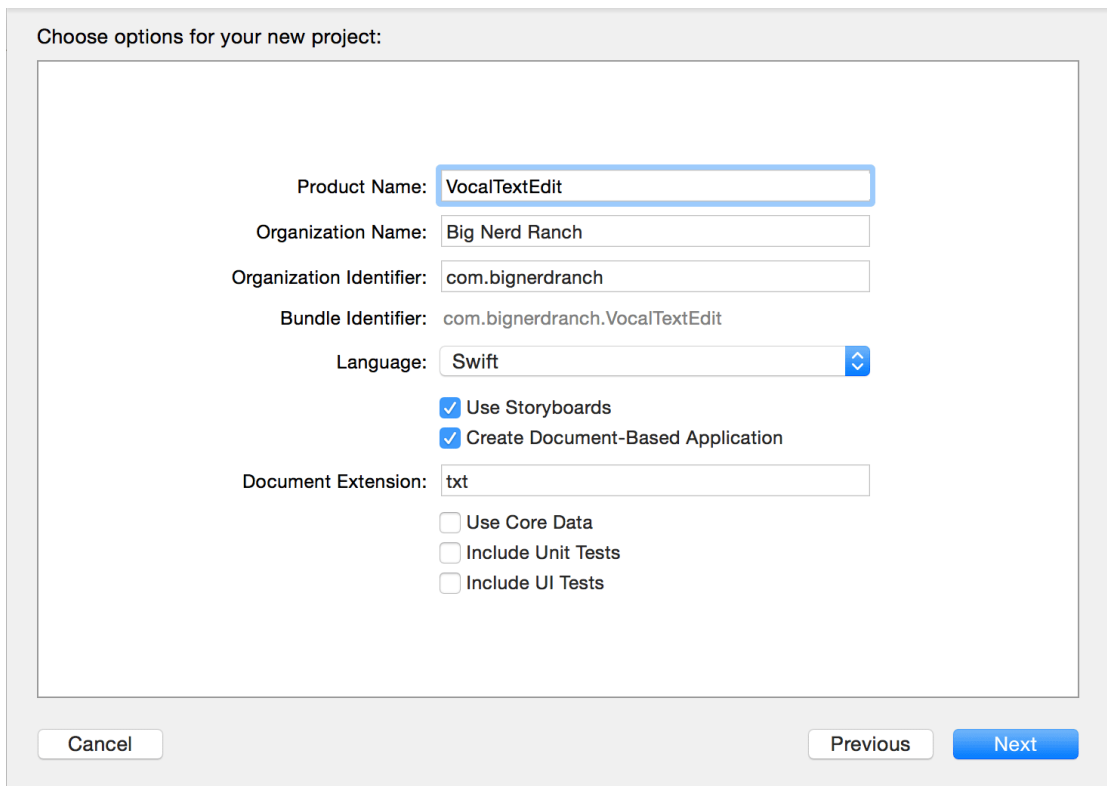 Choose options for your new project:
Product Name: VocalTextEdit
Organization Name: Big Nerd Ranch
Organization Identifier: com.bignerdranch
Bundle Identifier: com.bignerdranch.VocalTextEdit
Language: Swift
Use Storyboards
Create Document-Based Application
Document Extension: txt
Use Core Data
Include Unit Tests
Include UI Tests
Cancel Previous Next